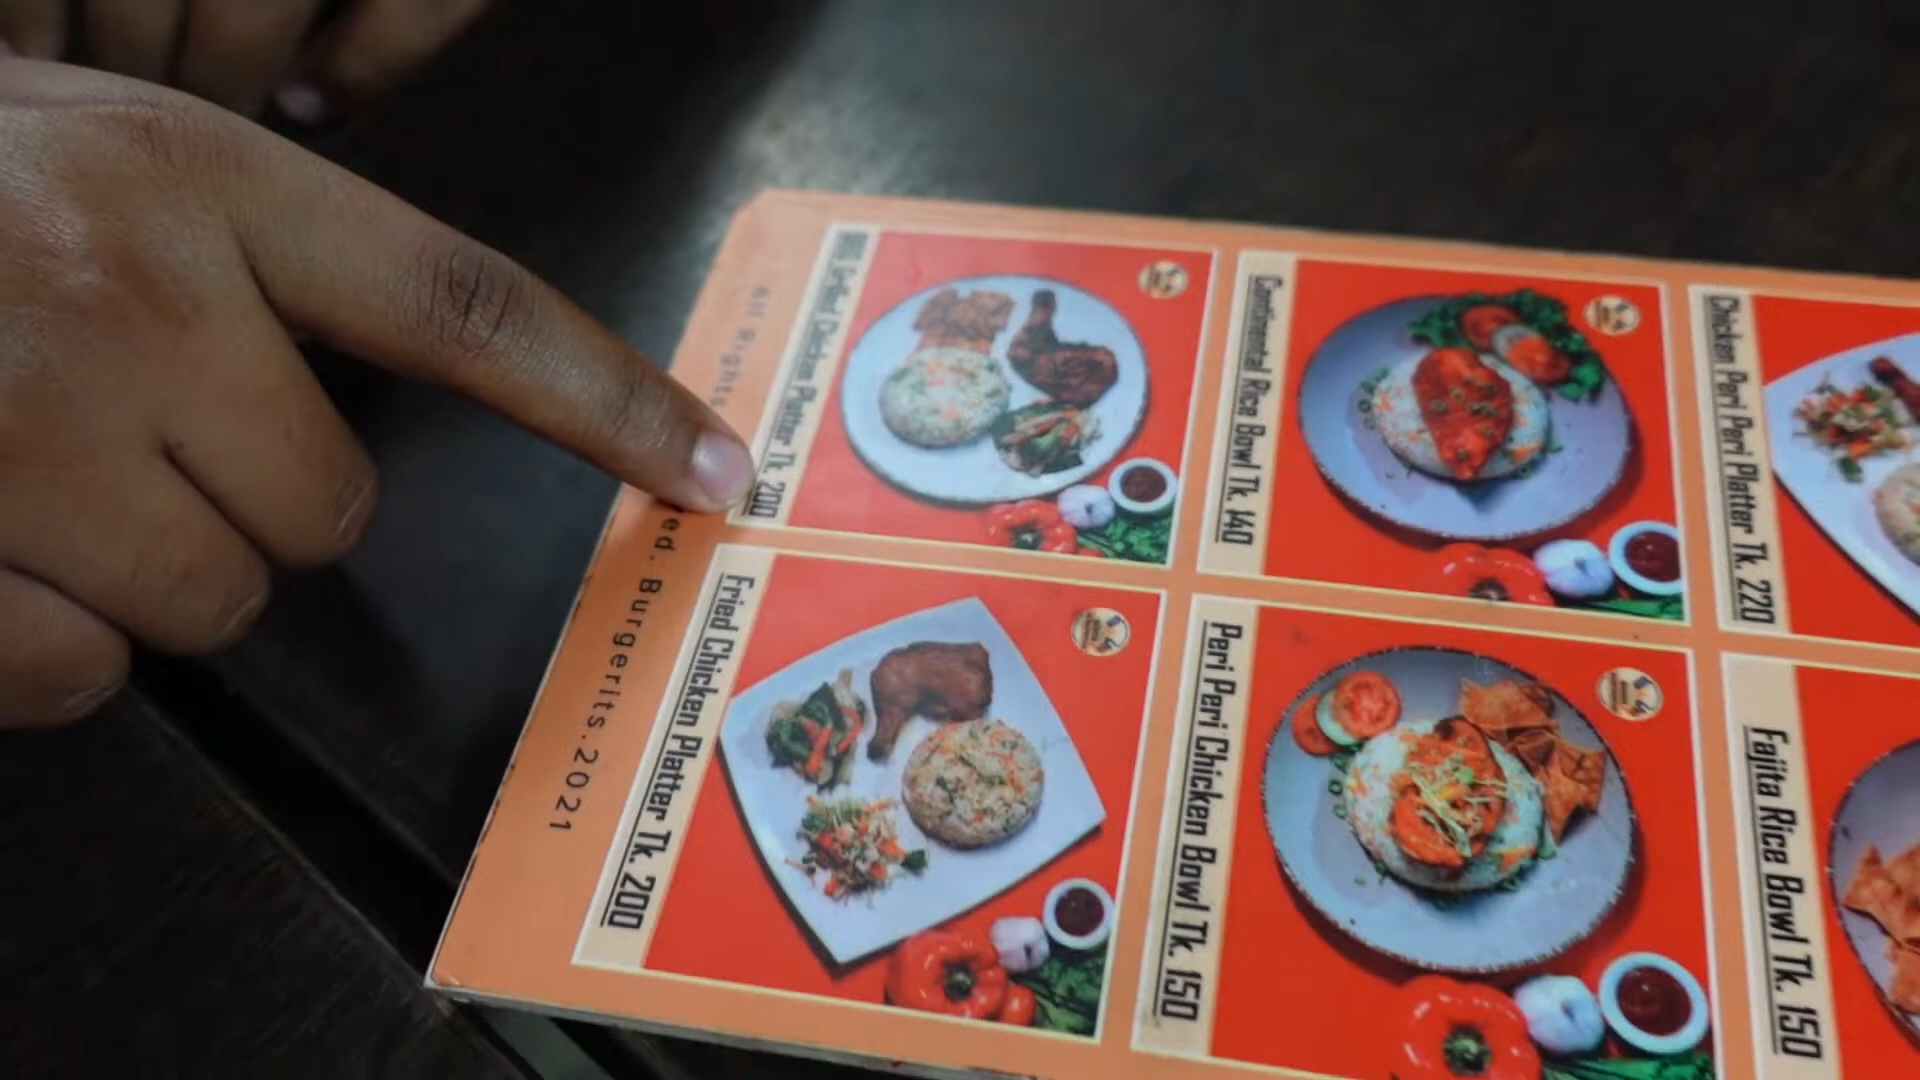 Grilled Chicken Platter Tk. 200
Continental Rice Bowl Tk. 140
Chicken Peri Peri Platter Tk. 220
Fried Chicken Platter Tk. 200
Peri Peri Chicken Bowl Tk. 150
Fajita Rice Bowl Tk. 150
All Rights
ed. Burgerits.2021